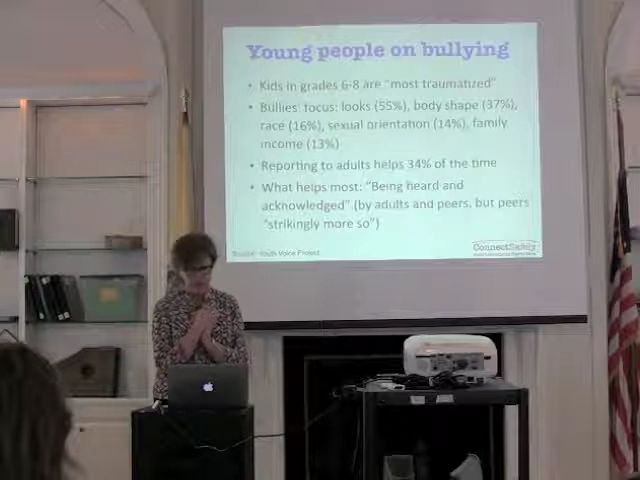 Young people on bullying
• Kids in grades 6-8 are "most traumatized"
• Bullies' focus: looks (55%), body shape (37%),
race (16%), sexual orientation (14%), family
income (13%)
• Reporting to adults helps 34% of the time
• What helps most: "Being heard and
acknowledged" (by adults and peers, but peers
"strikingly more so")
Source: Youth Voice Project
ConnectSafely